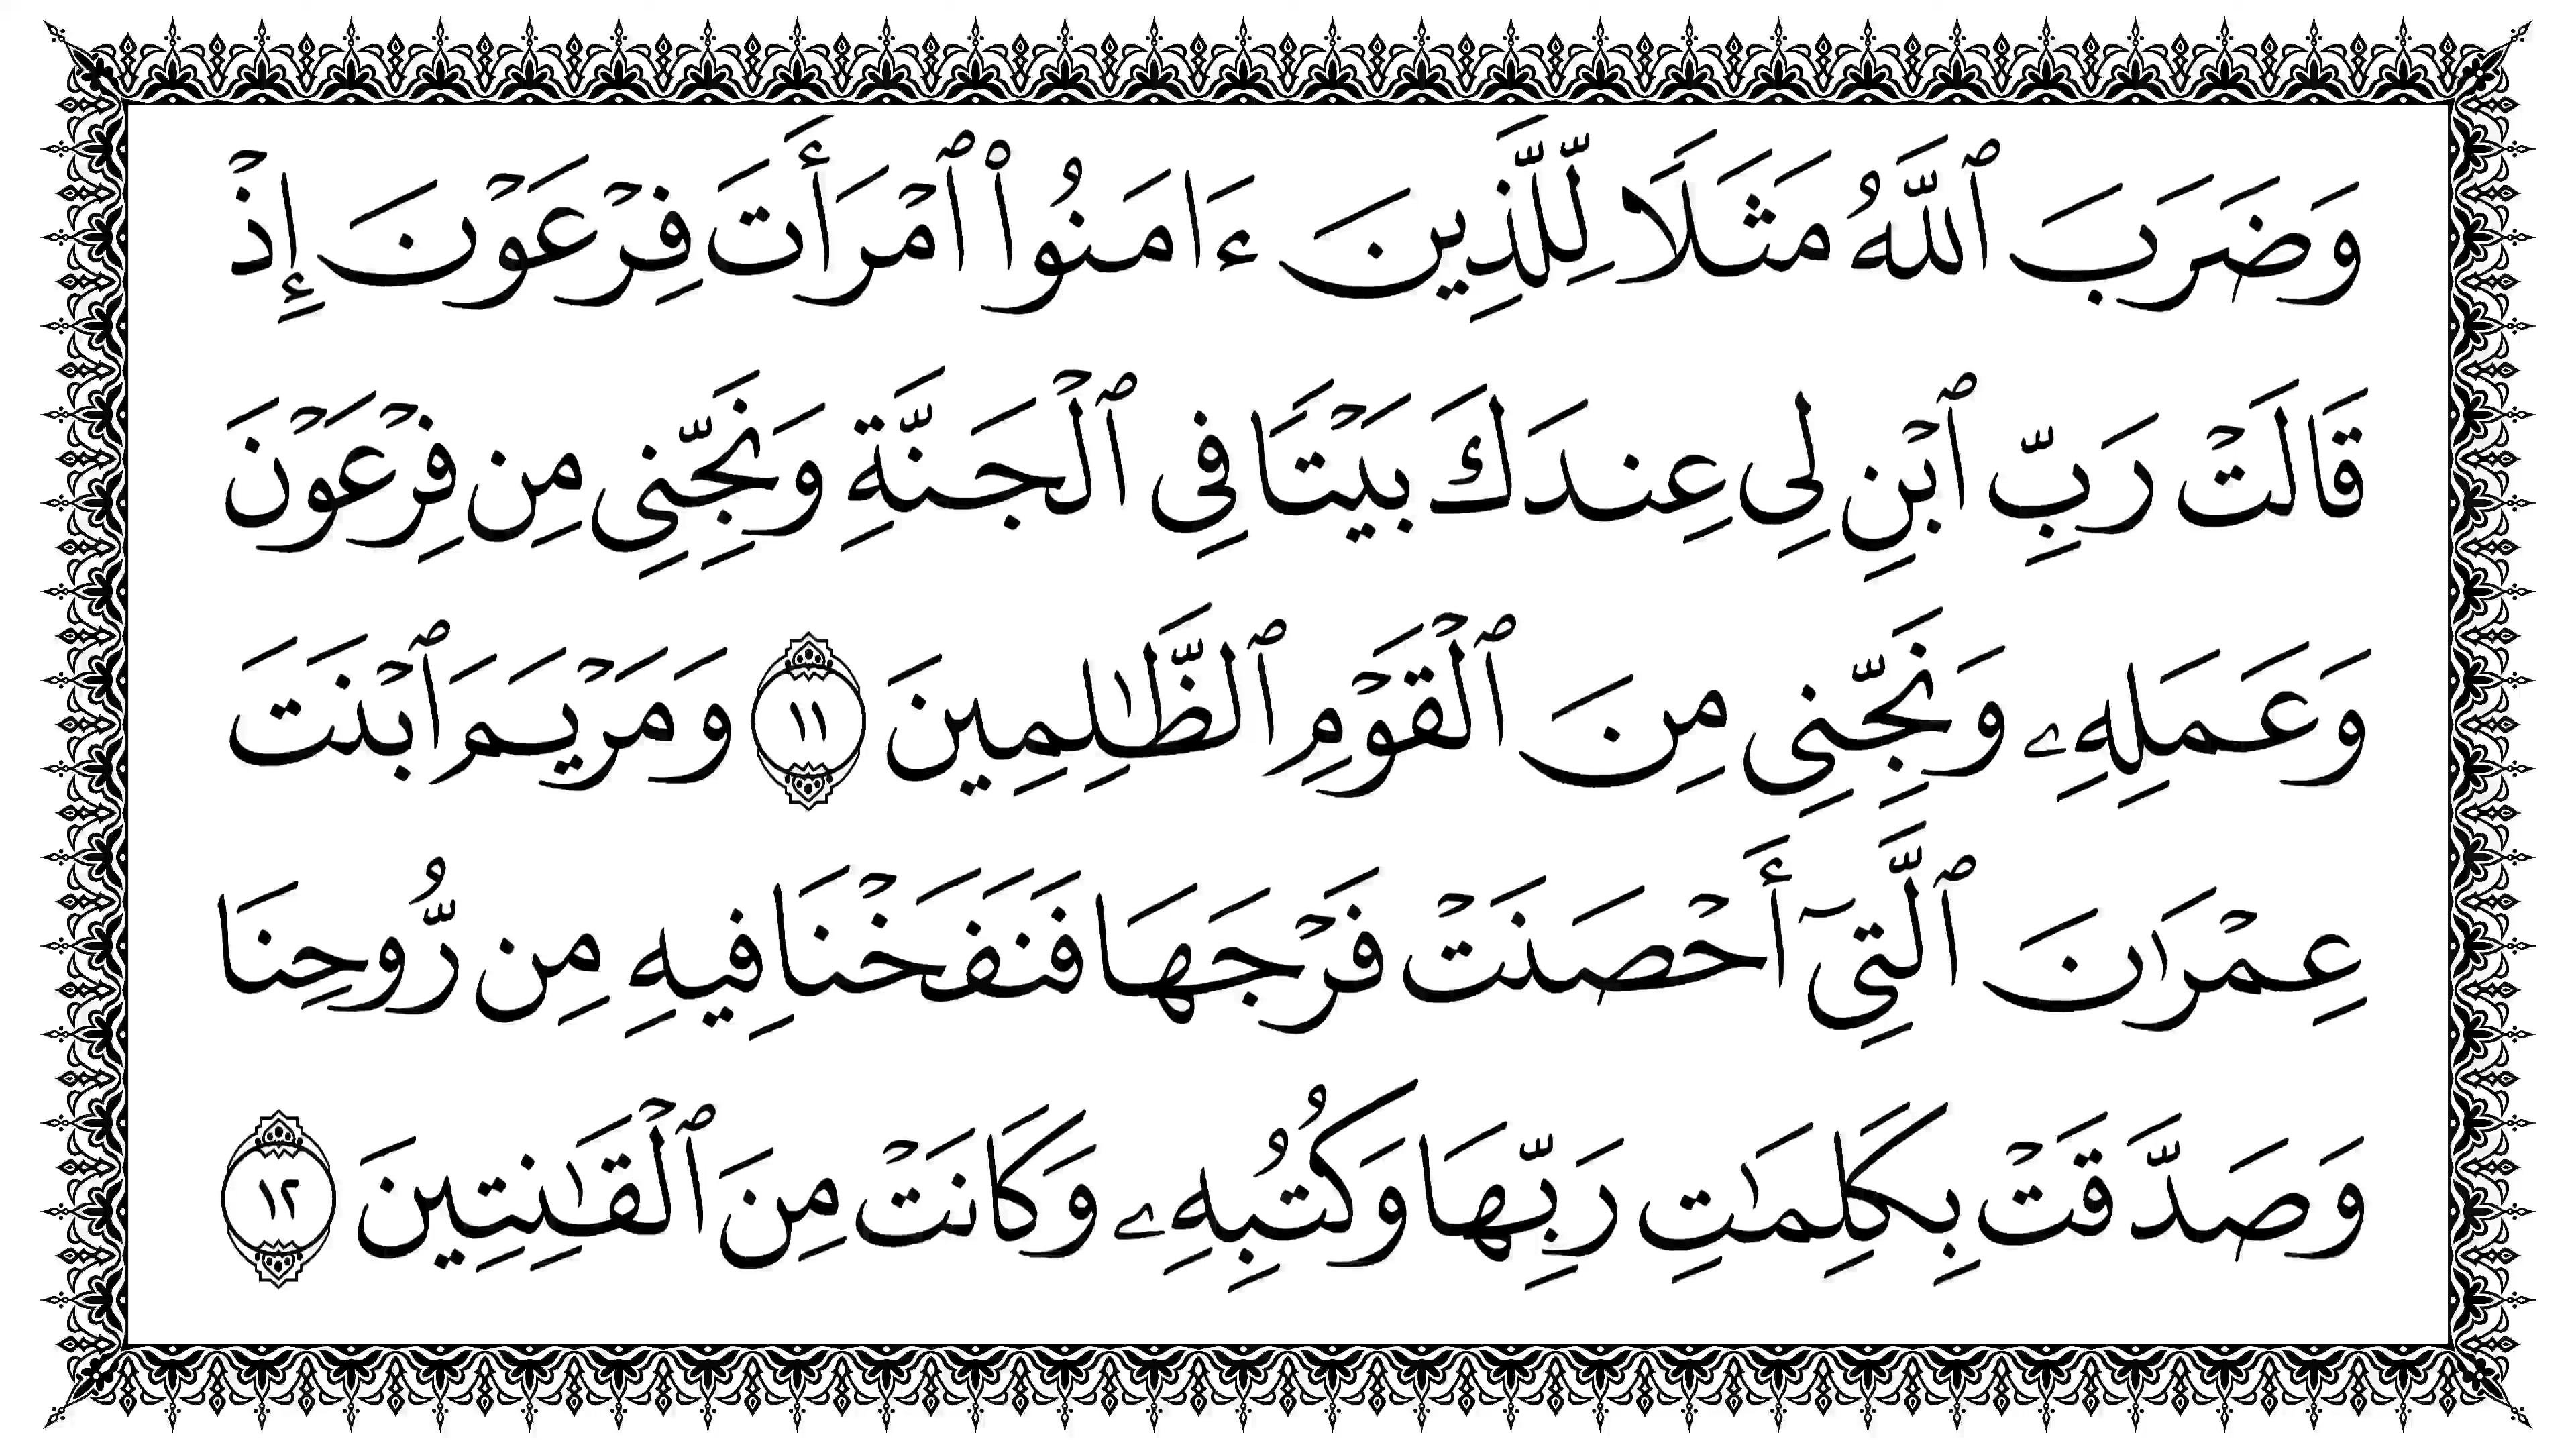 وَضَرَبَ ٱللَّهُ مَثَلًا لِّلَّذِينَ ءَامَنُوا۟ ٱمْرَأَتَ فِرْعَوْنَ إِذْ
قَالَتْ رَبِّ ٱبْنِ لِى عِندَكَ بَيْتًا فِى ٱلْجَنَّةِ وَنَجِّنِى مِن فِرْعَوْنَ
وَعَمَلِهِۦ وَنَجِّنِى مِنَ ٱلْقَوْمِ ٱلظَّٰلِمِينَ ١١ وَمَرْيَمَ ٱبْنَتَ
عِمْرَٰنَ ٱلَّتِىٓ أَحْصَنَتْ فَرْجَهَا فَنَفَخْنَا فِيهِ مِن رُّوحِنَا
وَصَدَّقَتْ بِكَلِمَٰتِ رَبِّهَا وَكُتُبِهِۦ وَكَانَتْ مِنَ ٱلْقَٰنِتِينَ ١٢